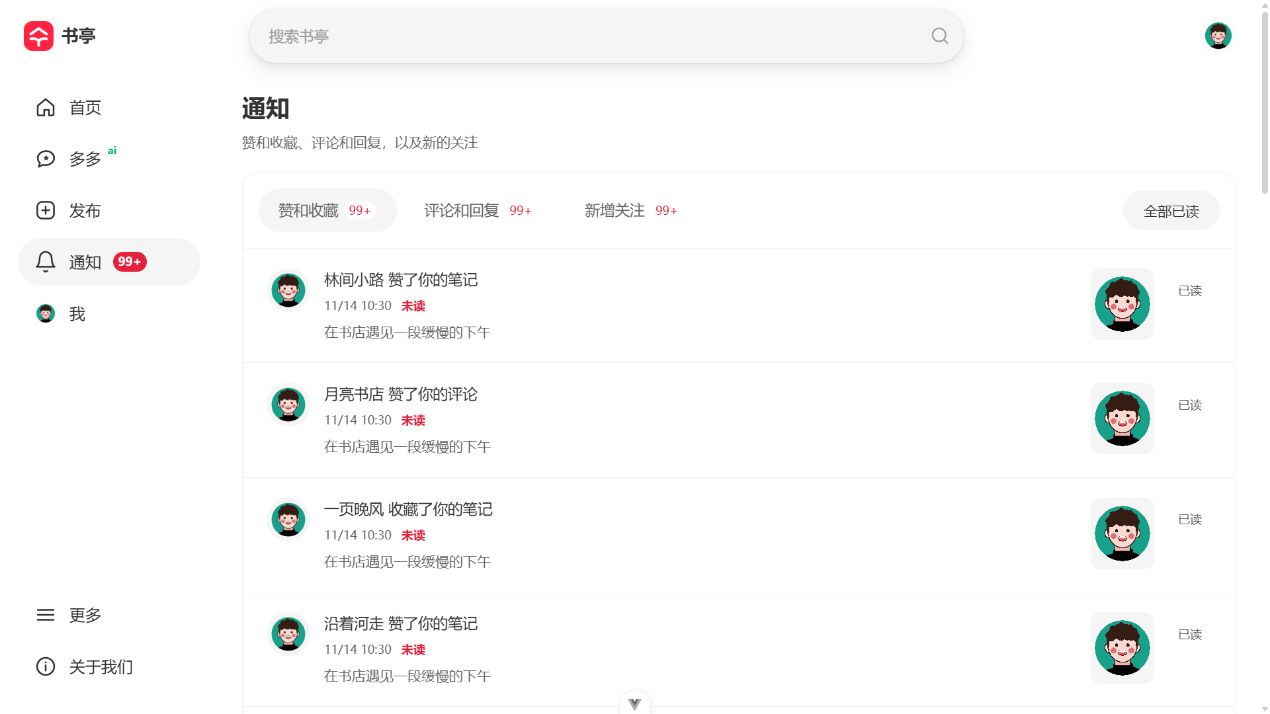 书亭
搜索书亭
首页
多多 ai
发布
通知 99+
我
更多
关于我们
通知
赞和收藏、评论和回复，以及新的关注
赞和收藏 99+ 评论和回复 99+ 新增关注 99+ 全部已读
林间小路 赞了你的笔记
11/14 10:30 未读
在书店遇见一段缓慢的下午
已读
月亮书店 赞了你的评论
11/14 10:30 未读
在书店遇见一段缓慢的下午
已读
一页晚风 收藏了你的笔记
11/14 10:30 未读
在书店遇见一段缓慢的下午
已读
沿着河走 赞了你的笔记
11/14 10:30 未读
在书店遇见一段缓慢的下午
已读